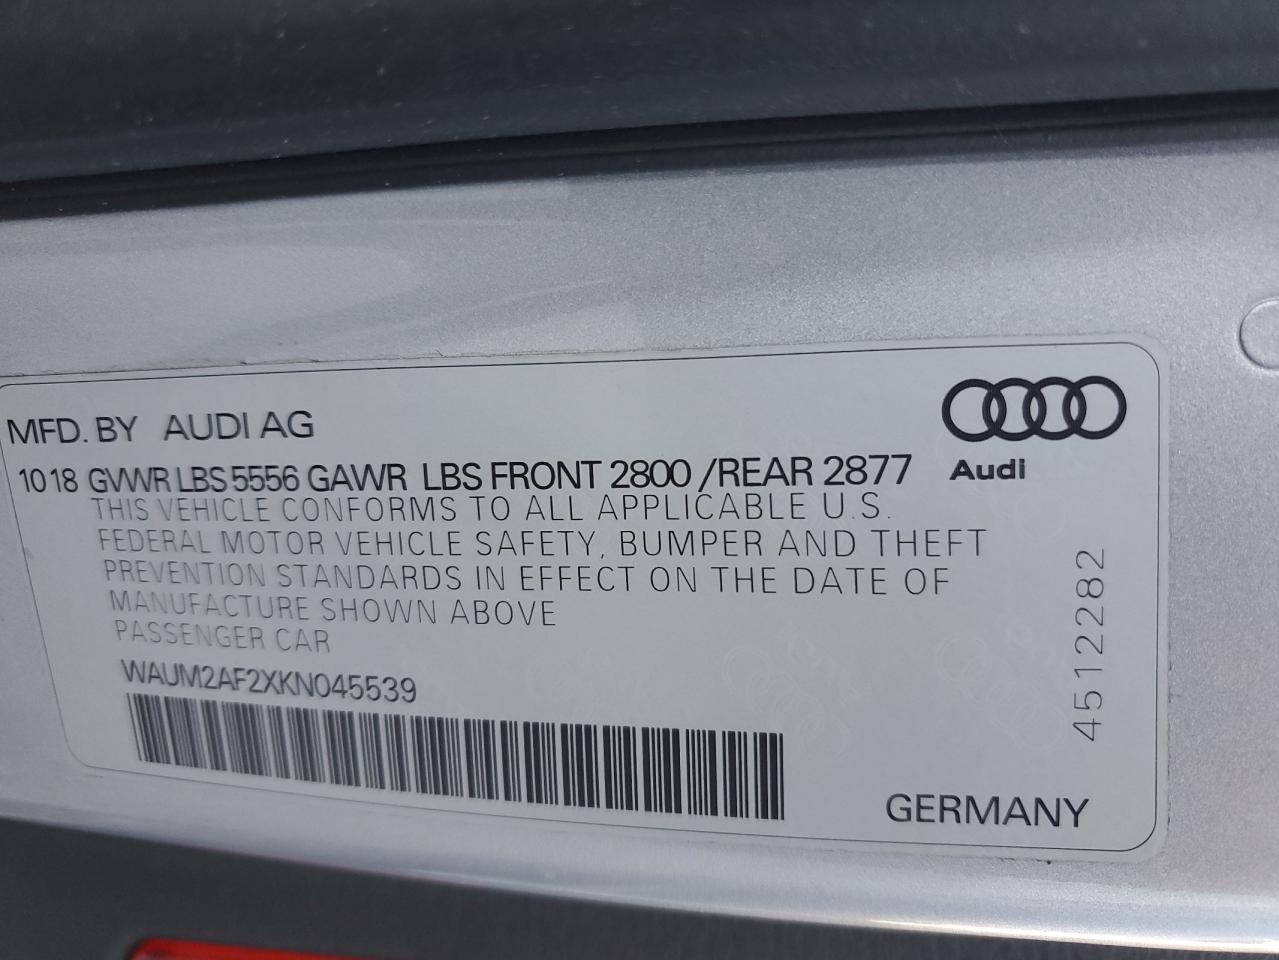 MFD. BY AUDI AG
Audi
1018 GVWR LBS 5556 GAWR LBS FRONT 2800 /REAR 2877
THIS VEHICLE CONFORMS TO ALL APPLICABLE U.S.
FEDERAL MOTOR VEHICLE SAFETY, BUMPER AND THEFT
PREVENTION STANDARDS IN EFFECT ON THE DATE OF
MANUFACTURE SHOWN ABOVE
PASSENGER CAR
WAUM2AF2XKN045539
4512282
GERMANY